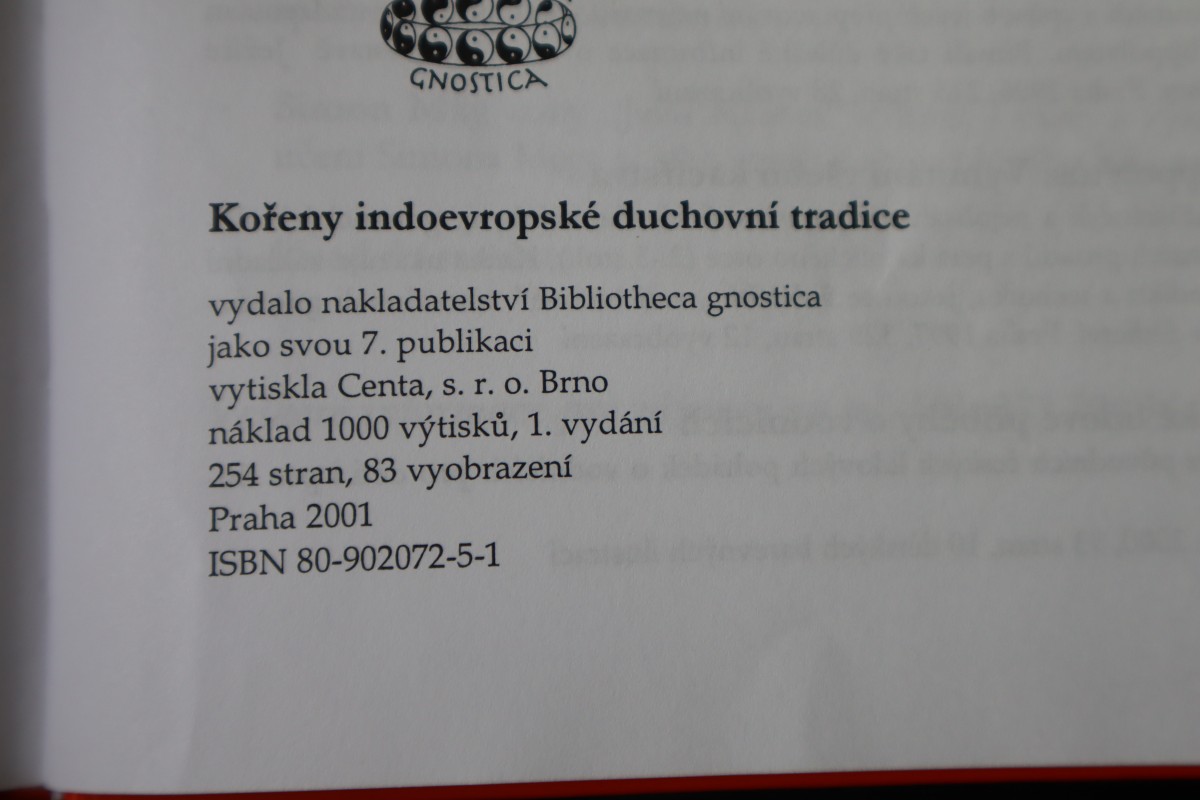 GNOSTICA
Kořeny indoevropské duchovní tradice
vydalo nakladatelství Bibliotheca gnostica
jako svou 7. publikaci
vytiskla Centa, s. r. o. Brno
náklad 1000 výtisků, 1. vydání
254 stran, 83 vyobrazení
Praha 2001
ISBN 80-902072-5-1